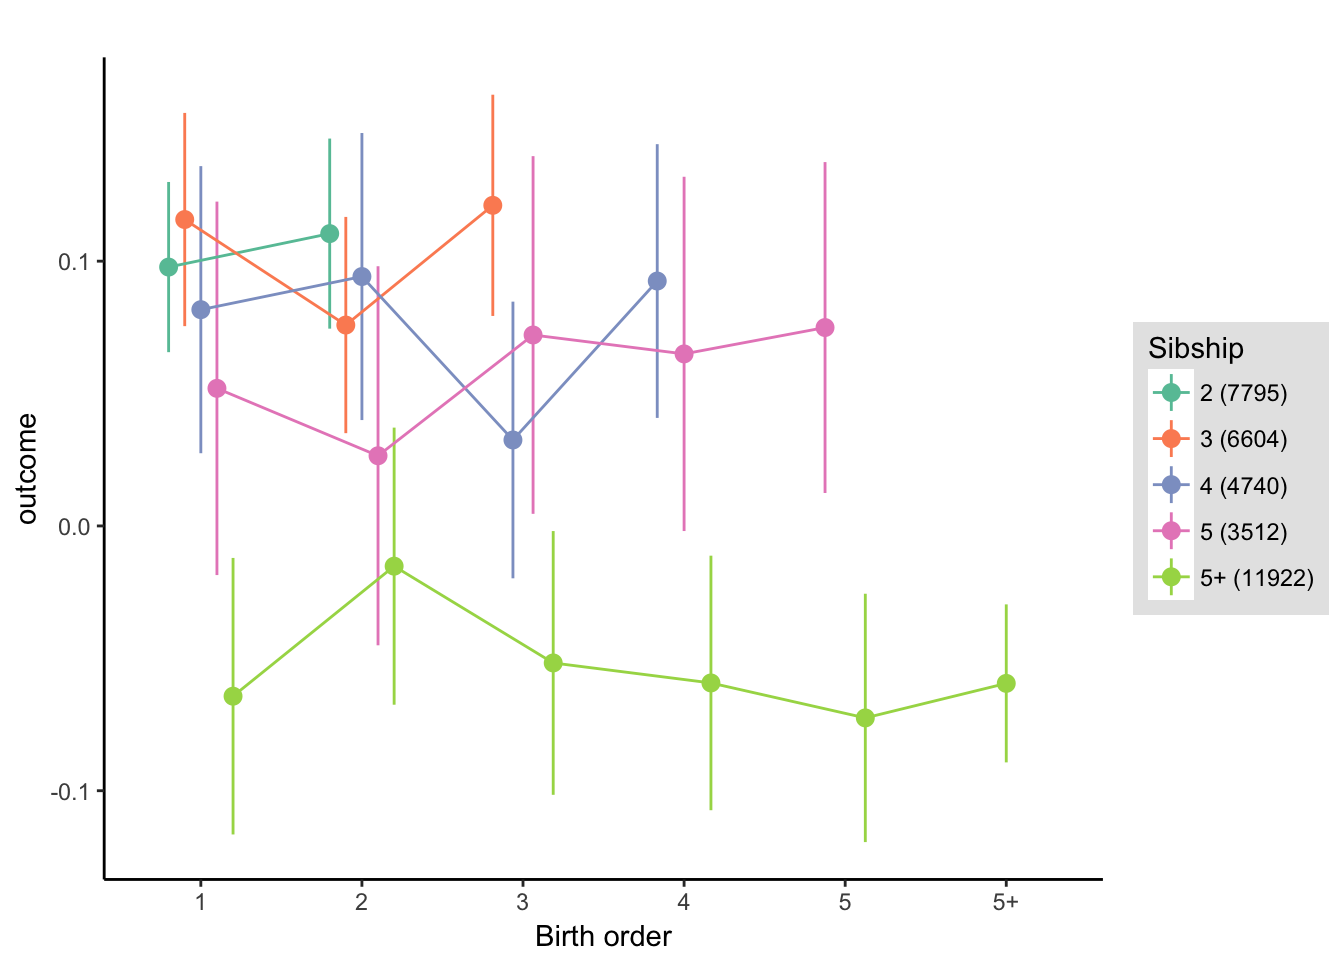 outcome
0.1
0.0
-0.1
1 2 3 4 5 5+
Birth order
Sibship
2 (7795)
3 (6604)
4 (4740)
5 (3512)
5+ (11922)